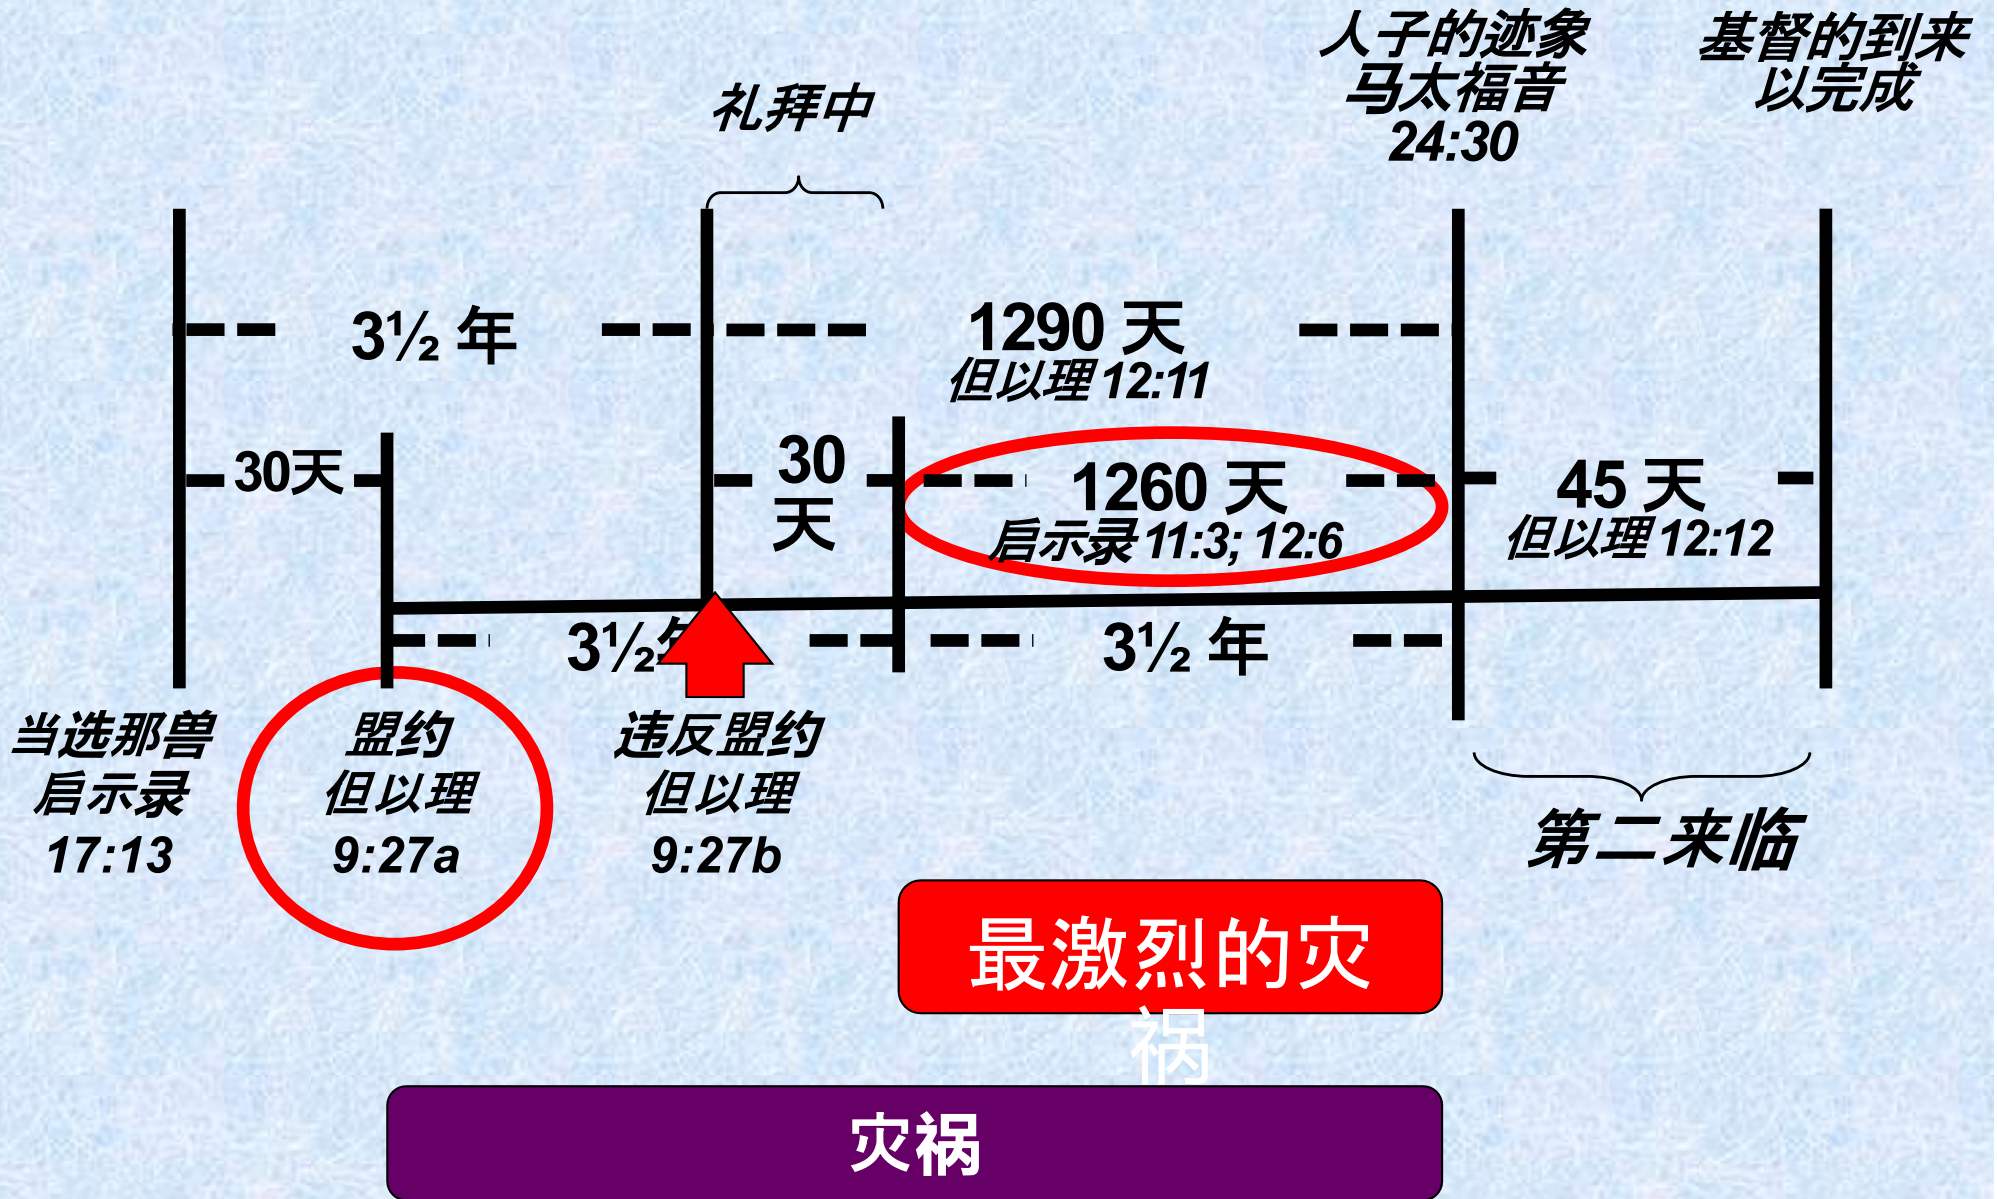 人子的迹象
马太福音
24:30
基督的到来
以完成
礼拜中
3½ 年
1290 天
但以理 12:11
30天
30
天
1260 天
启示录 11:3; 12:6
45 天
但以理 12:12
3½年
3½ 年
当选那兽
启示录
17:13
盟约
但以理
9:27a
违反盟约
但以理
9:27b
第二来临
最激烈的灾
祸
灾祸